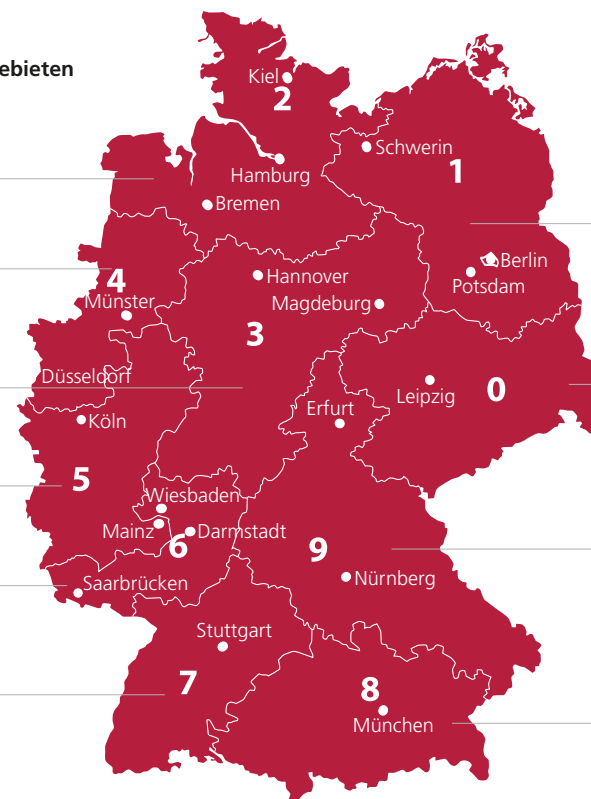 ebieten
Kiel
2
Schwerin
1
Hamburg
Bremen
Berlin
4
Hannover
Potsdam
Münster
Magdeburg
3
Düsseldorf
Leipzig
0
Erfurt
Köln
5
Wiesbaden
Mainz
Darmstadt
6
9
Saarbrücken
Nürnberg
Stuttgart
7
8
München